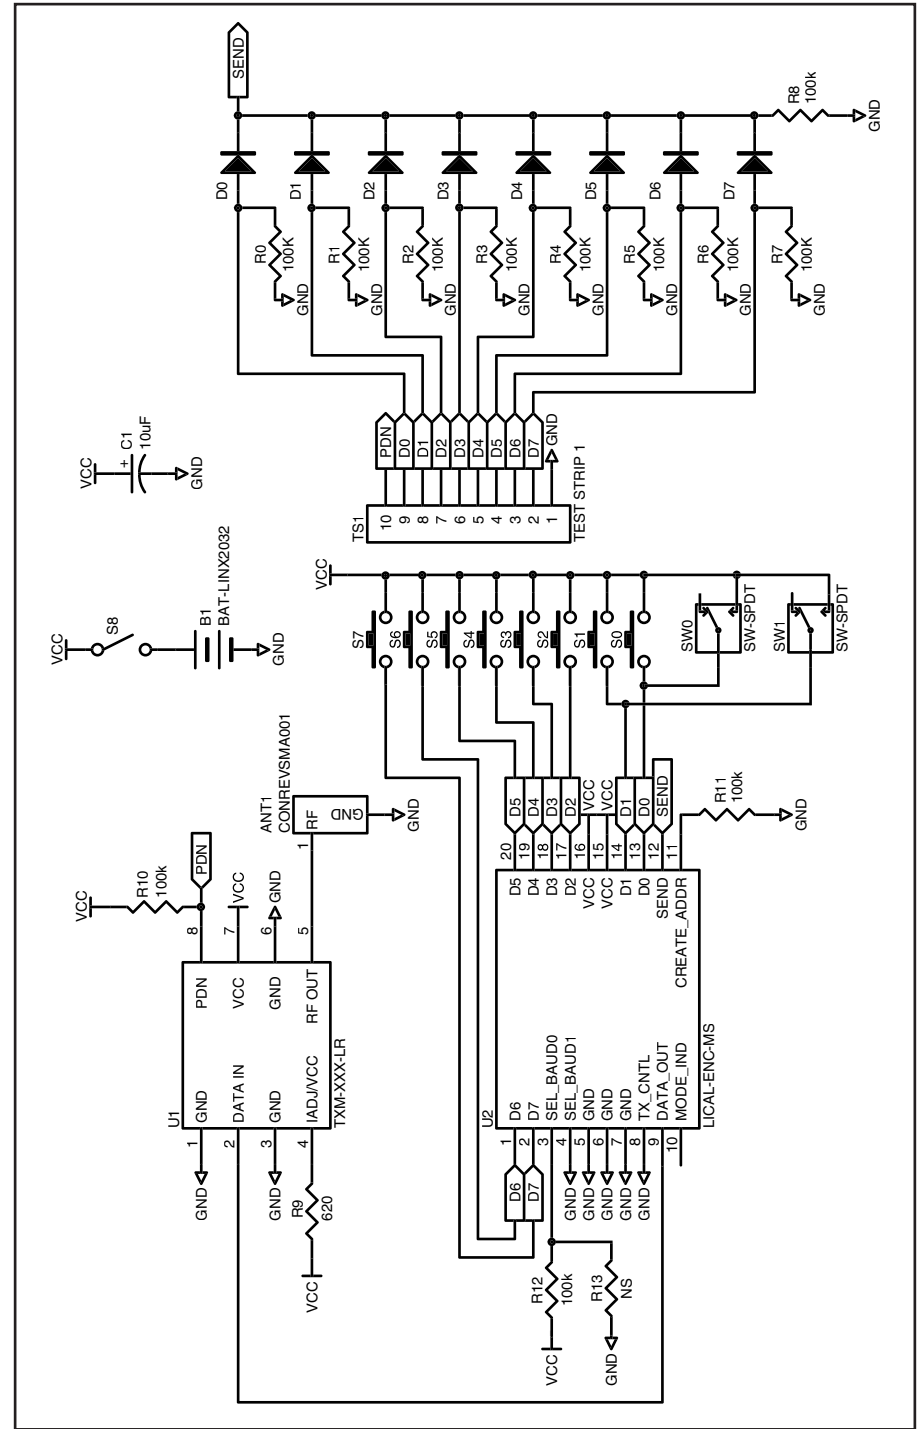 VCC
S8
B1
BAT-LINX2032
GND
VCC
+
C1
10uF
GND
SEND
D0
D1
D2
D3
D4
D5
D6
D7
R8
100k
GND
R0
100K
GND
R1
100K
GND
R2
100K
GND
R3
100K
GND
R4
100K
GND
R5
100K
GND
R6
100K
GND
R7
100K
GND
TS1
10
9
8
7
6
5
4
3
2
1
PDN
D0
D1
D2
D3
D4
D5
D6
D7
GND
TEST STRIP 1
VCC
S7
S6
S5
S4
S3
S2
S1
S0
SW0
SW-SPDT
SW1
SW-SPDT
ANT1
CONREVSMA001
RF
GND
1
GND
VCC
R10
100k
PDN
VCC
GND
8
7
6
5
U1
PDN
VCC
GND
RF OUT
GND
DATA IN
GND
IADJ/VCC
TXM-XXX-LR
1
2
3
4
GND
GND
R9
620
VCC
D5
D4
D3
D2
VCC
VCC
D1
D0
SEND
R11
100k
GND
20
19
18
17
16
15
14
13
12
11
U2
D5
D4
D3
D2
VCC
VCC
D1
D0
SEND
CREATE_ADDR
D6
D7
SEL_BAUD0
SEL_BAUD1
GND
GND
GND
TX_CNTL
DATA_OUT
MODE_IND
LICAL-ENC-MS
1
2
3
4
5
6
7
8
9
10
D6
D7
GND
GND
GND
GND
GND
R12
100k
VCC
R13
NS
GND